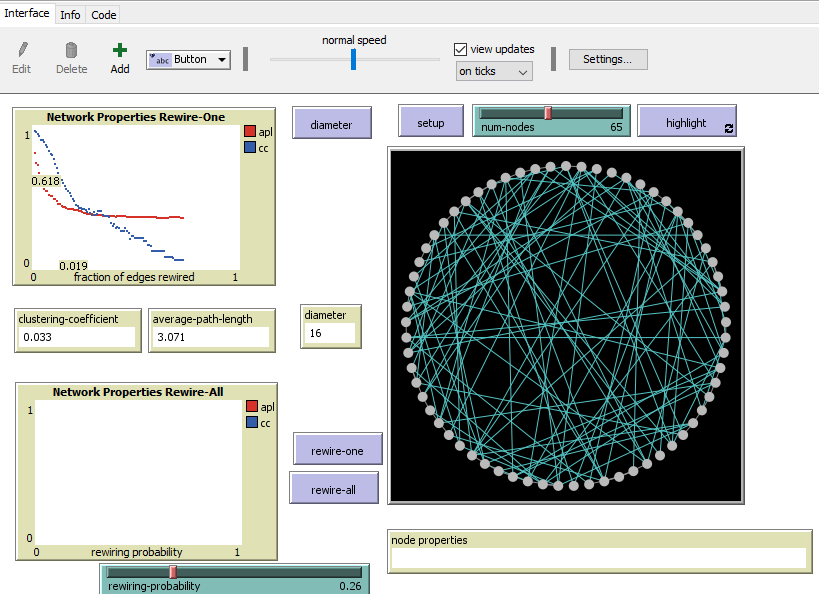 Interface Info Code
Edit Delete Add abc Button
normal speed
view updates
on ticks
Settings...
Network Properties Rewire-One
1
apl
cc
0.618
0
0.019
0 fraction of edges rewired 1
diameter
setup
num-nodes 65
highlight
clustering-coefficient
0.033
average-path-length
3.071
diameter
16
Network Properties Rewire-All
1
apl
cc
0
0 rewiring probability 1
rewire-one
rewire-all
rewiring-probability 0.26
node properties